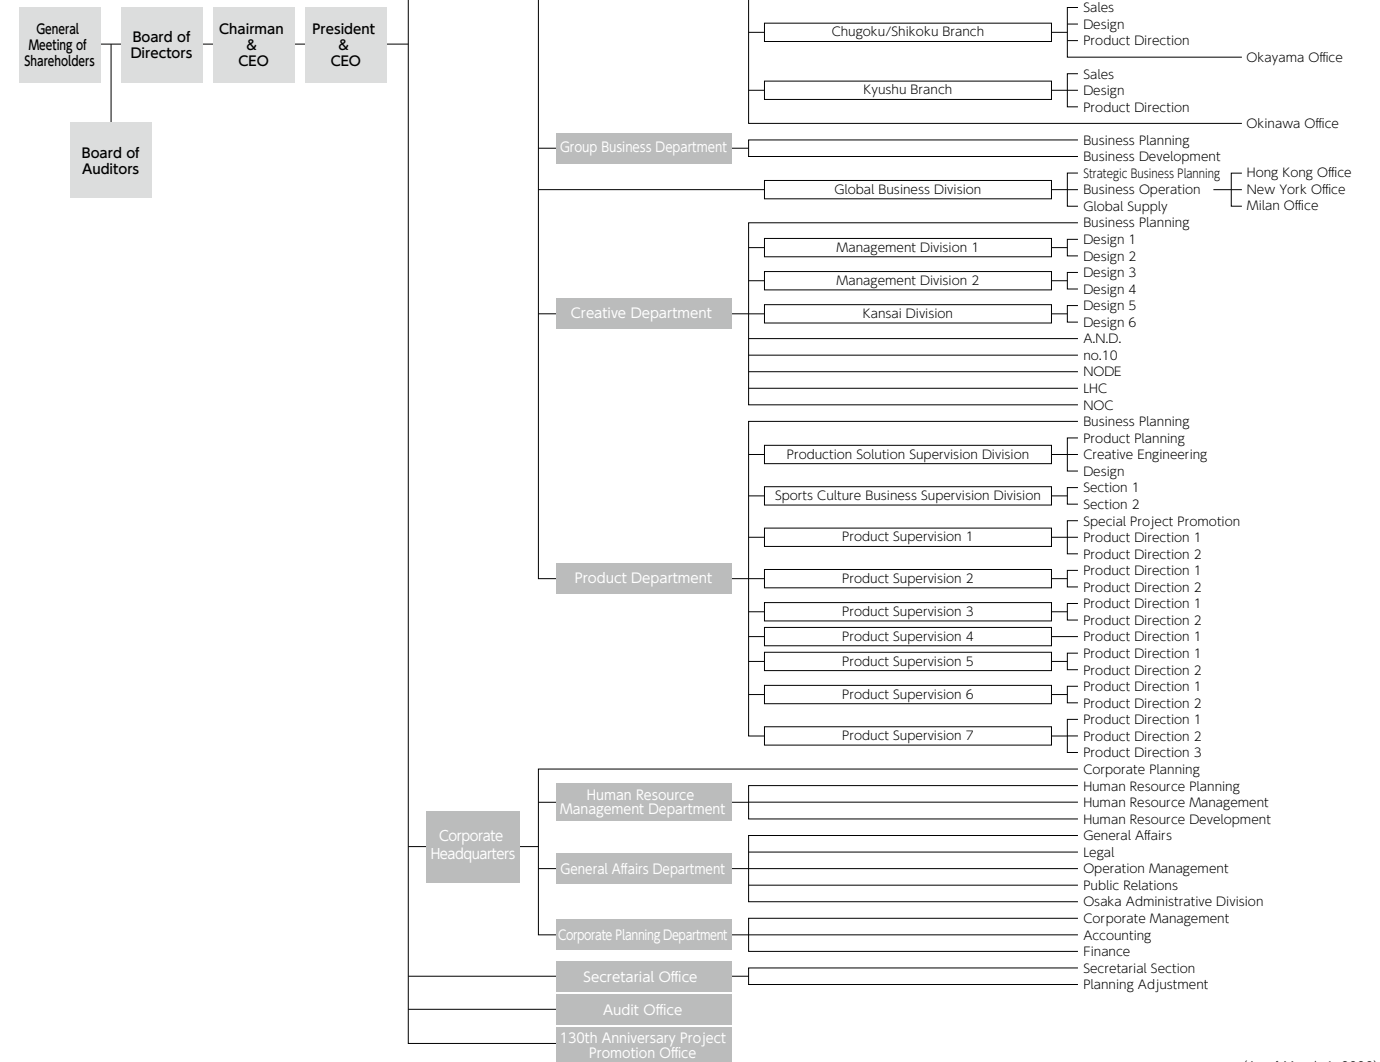 General
Meeting of
Shareholders
Board of
Directors
Chairman
&
CEO
President
&
CEO
Board of
Auditors
Chugoku/Shikoku Branch
Sales
Design
Product Direction
Okayama Office
Kyushu Branch
Sales
Design
Product Direction
Okinawa Office
Group Business Department
Business Planning
Business Development
Global Business Division
Strategic Business Planning
Business Operation
Global Supply
Hong Kong Office
New York Office
Milan Office
Creative Department
Business Planning
Management Division 1
Design 1
Design 2
Management Division 2
Design 3
Design 4
Kansai Division
Design 5
Design 6
A.N.D.
no.10
NODE
LHC
NOC
Product Department
Business Planning
Production Solution Supervision Division
Product Planning
Creative Engineering
Design
Sports Culture Business Supervision Division
Section 1
Section 2
Product Supervision 1
Special Project Promotion
Product Direction 1
Product Direction 2
Product Supervision 2
Product Direction 1
Product Direction 2
Product Supervision 3
Product Direction 1
Product Direction 2
Product Supervision 4
Product Direction 1
Product Supervision 5
Product Direction 1
Product Direction 2
Product Supervision 6
Product Direction 1
Product Direction 2
Product Supervision 7
Product Direction 1
Product Direction 2
Product Direction 3
Corporate
Headquarters
Corporate Planning
Human Resource
Management Department
Human Resource Planning
Human Resource Management
Human Resource Development
General Affairs Department
General Affairs
Legal
Operation Management
Public Relations
Osaka Administrative Division
Corporate Planning Department
Corporate Management
Accounting
Finance
Secretarial Office
Secretarial Section
Planning Adjustment
Audit Office
130th Anniversary Project
Promotion Office